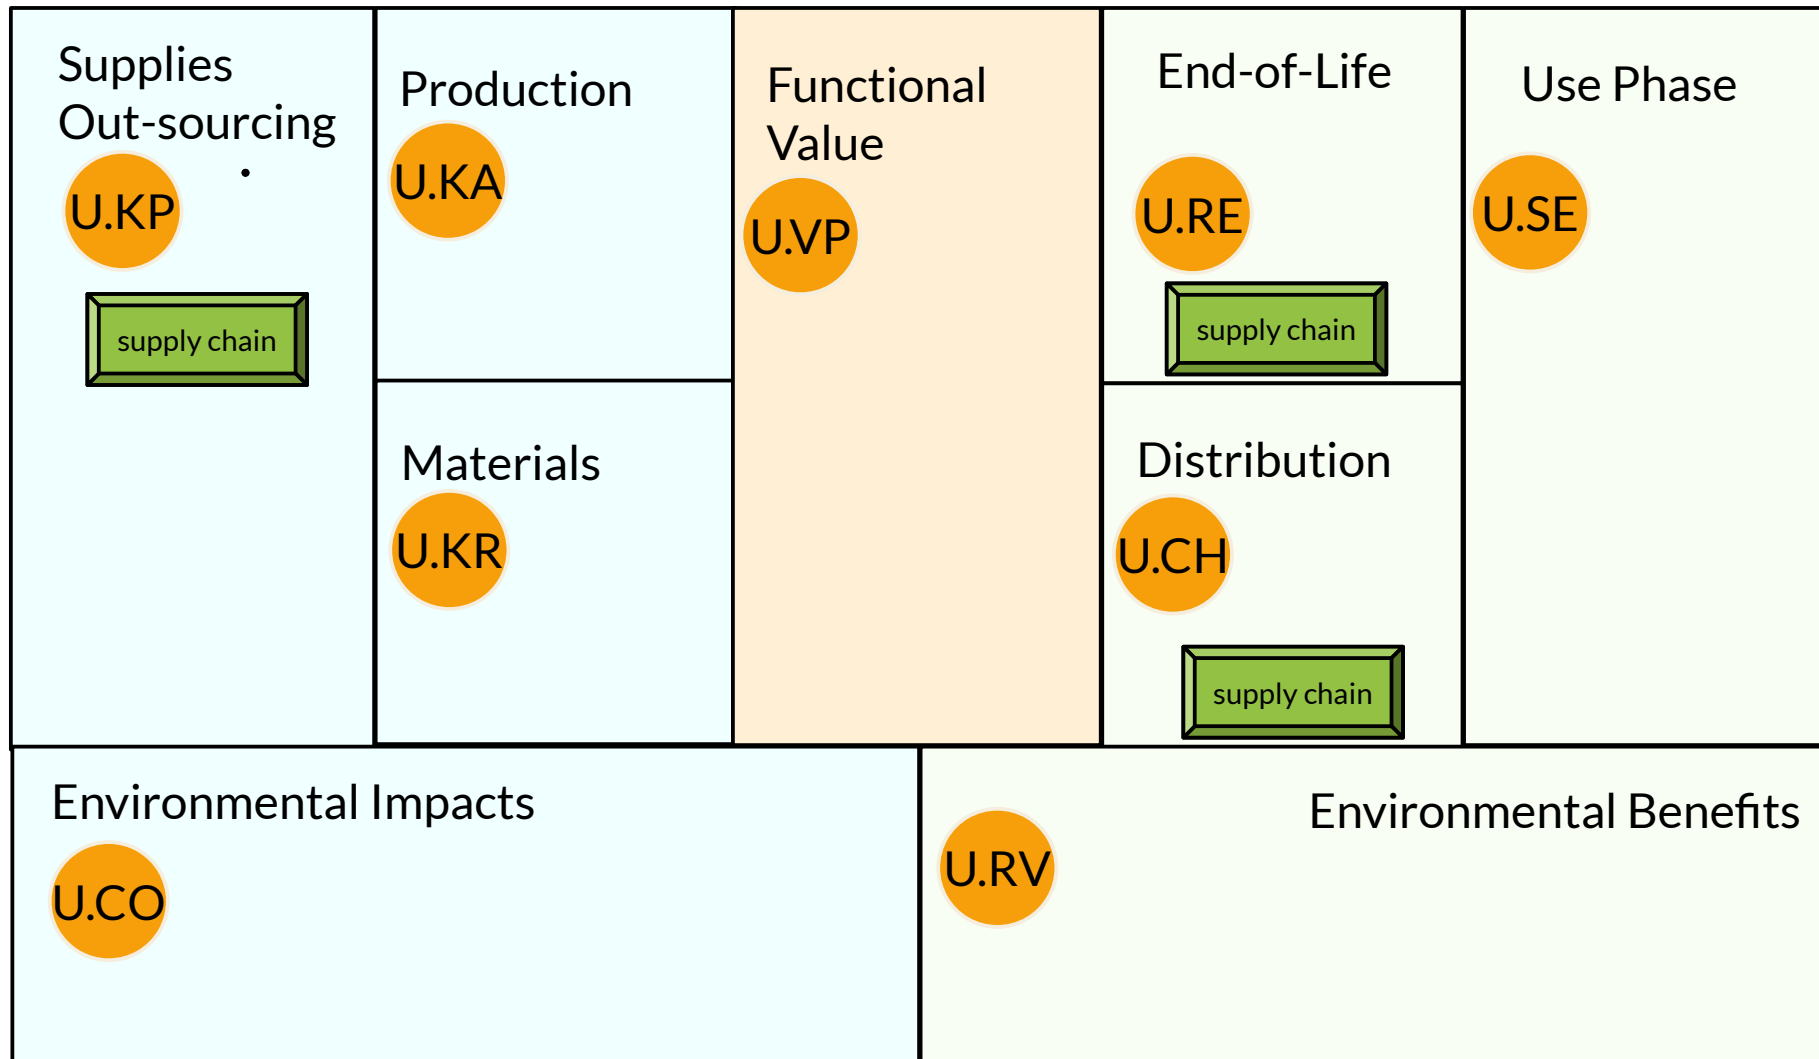 Supplies
Out-sourcing
U.KP
supply chain
Production
U.KA
Materials
U.KR
Functional
Value
U.VP
End-of-Life
U.RE
supply chain
Distribution
U.CH
supply chain
Use Phase
U.SE
Environmental Impacts
U.CO
Environmental Benefits
U.RV